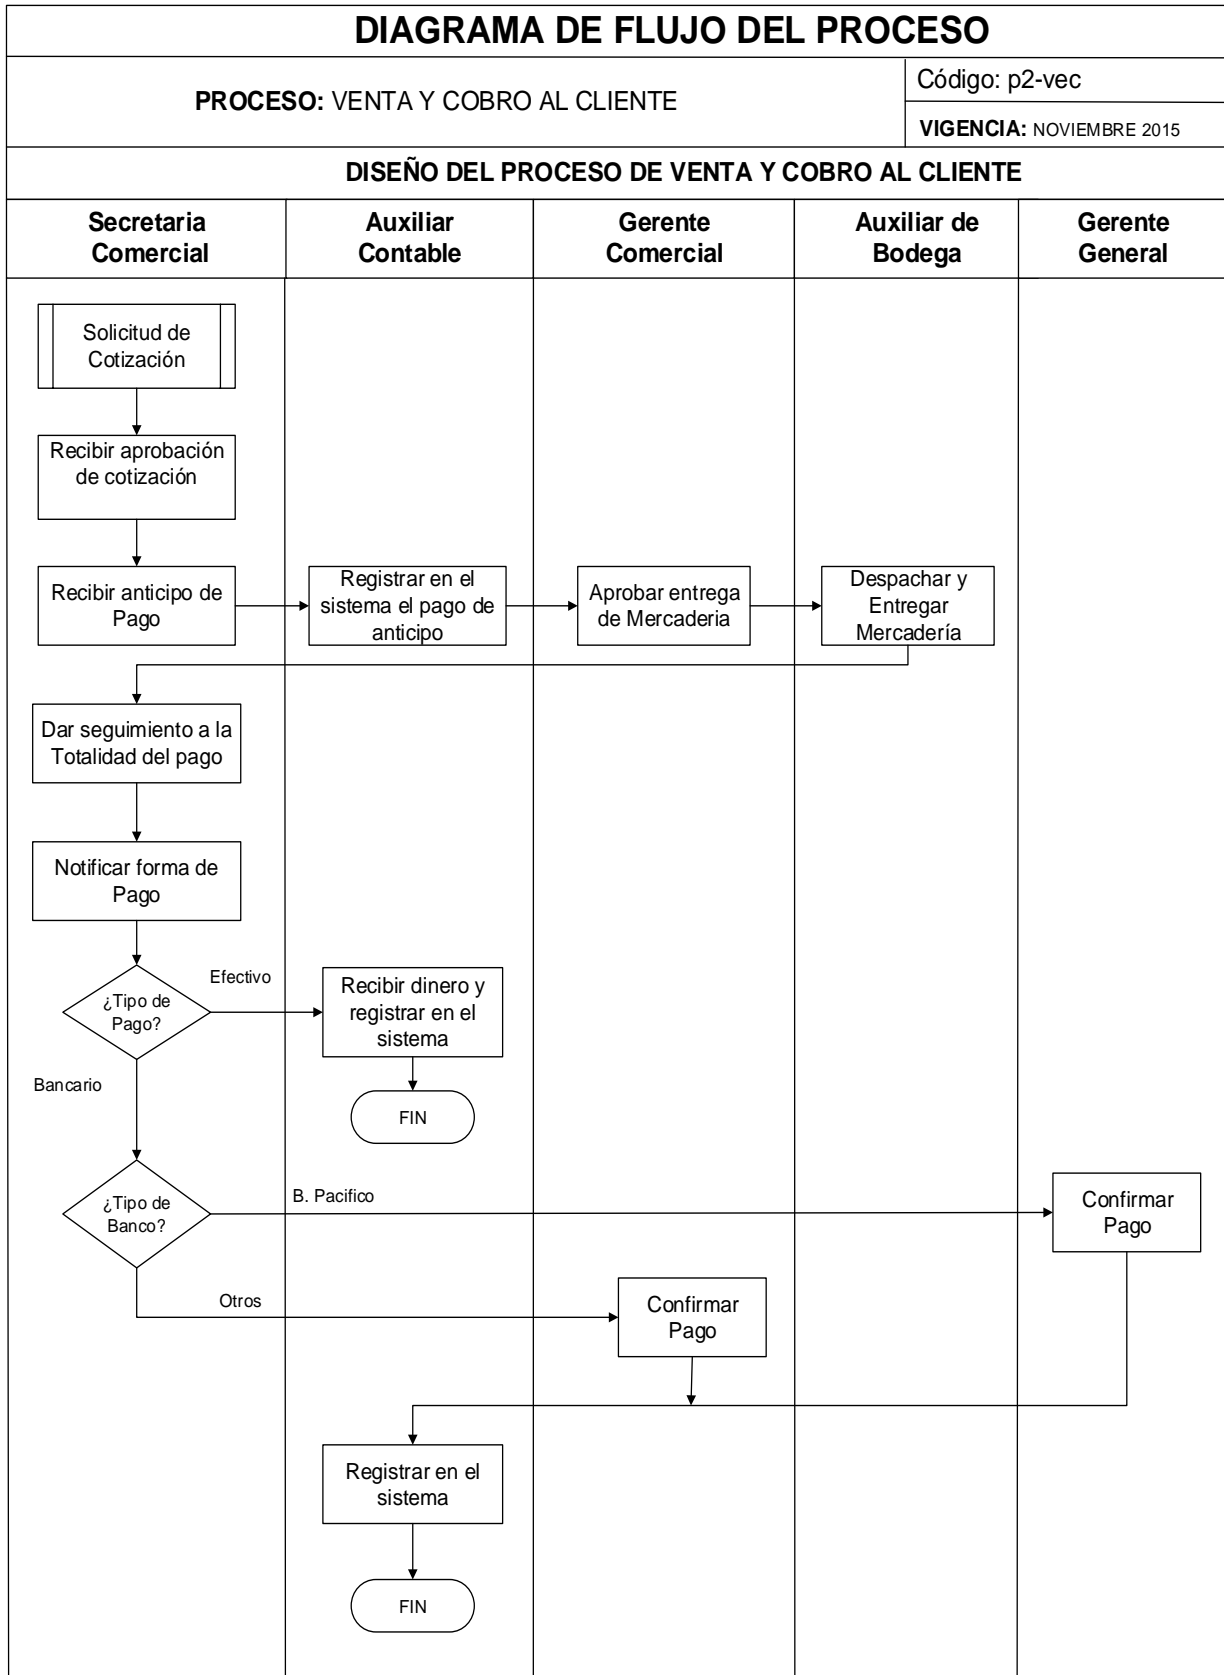 DIAGRAMA DE FLUJO DEL PROCESO
PROCESO: VENTA Y COBRO AL CLIENTE
Código: p2-vec
VIGENCIA: NOVIEMBRE 2015
DISEÑO DEL PROCESO DE VENTA Y COBRO AL CLIENTE
Secretaria
Comercial
Auxiliar
Contable
Gerente
Comercial
Auxiliar de
Bodega
Gerente
General
Solicitud de
Cotización
Recibir aprobación
de cotización
Recibir anticipo de
Pago
Registrar en el
sistema el pago de
anticipo
Aprobar entrega
de Mercaderia
Despachar y
Entregar
Mercadería
Dar seguimiento a la
Totalidad del pago
Notificar forma de
Pago
¿Tipo de
Pago?
Efectivo
Recibir dinero y
registrar en el
sistema
Bancario
FIN
¿Tipo de
Banco?
B. Pacifico
Confirmar
Pago
Otros
Confirmar
Pago
Registrar en el
sistema
FIN